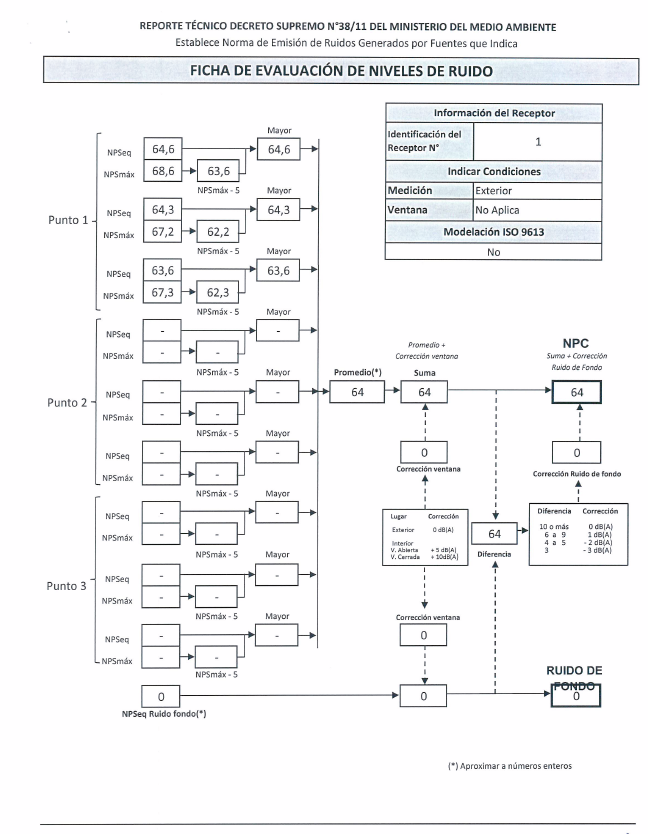 REPORTE TÉCNICO DECRETO SUPREMO N°38/11 DEL MINISTERIO DEL MEDIO AMBIENTE
Establece Norma de Emisión de Ruidos Generados por Fuentes que Indica
FICHA DE EVALUACIÓN DE NIVELES DE RUIDO
Información del Receptor
Identificación del Receptor N° 1
Indicar Condiciones
Medición Exterior
Ventana No Aplica
Modelación ISO 9613
No
Punto 1
Mayor
NPSeq 64,6 64,6
NPSmáx 68,6 63,6
NPSmáx - 5
Mayor
NPSeq 64,3 64,3
NPSmáx 67,2 62,2
NPSmáx - 5
Mayor
NPSeq 63,6 63,6
NPSmáx 67,3 62,3
NPSmáx - 5
Punto 2
Mayor
NPSeq - -
NPSmáx - -
NPSmáx - 5
Mayor
NPSeq - -
NPSmáx - -
NPSmáx - 5
Mayor
NPSeq - -
NPSmáx - -
NPSmáx - 5
Punto 3
Mayor
NPSeq - -
NPSmáx - -
NPSmáx - 5
Mayor
NPSeq - -
NPSmáx - -
NPSmáx - 5
Mayor
NPSeq - -
NPSmáx - -
NPSmáx - 5
0
NPSeq Ruido fondo(*)
Promedio(*)
64
Promedio +
Corrección ventana
Suma
64
0
Corrección ventana
Lugar Corrección
Exterior 0 dB(A)
Interior
V. Abierta + 5 dB(A)
V. Cerrada + 10dB(A)
Corrección ventana
0
0
64
Diferencia
NPC
Suma + Corrección
Ruido de Fondo
64
0
Corrección Ruido de fondo
Diferencia Corrección
10 o más 0 dB(A)
6 a 9 1 dB(A)
4 a 5 - 2 dB(A)
3 - 3 dB(A)
RUIDO DE
FONDO
0
(*) Aproximar a números enteros